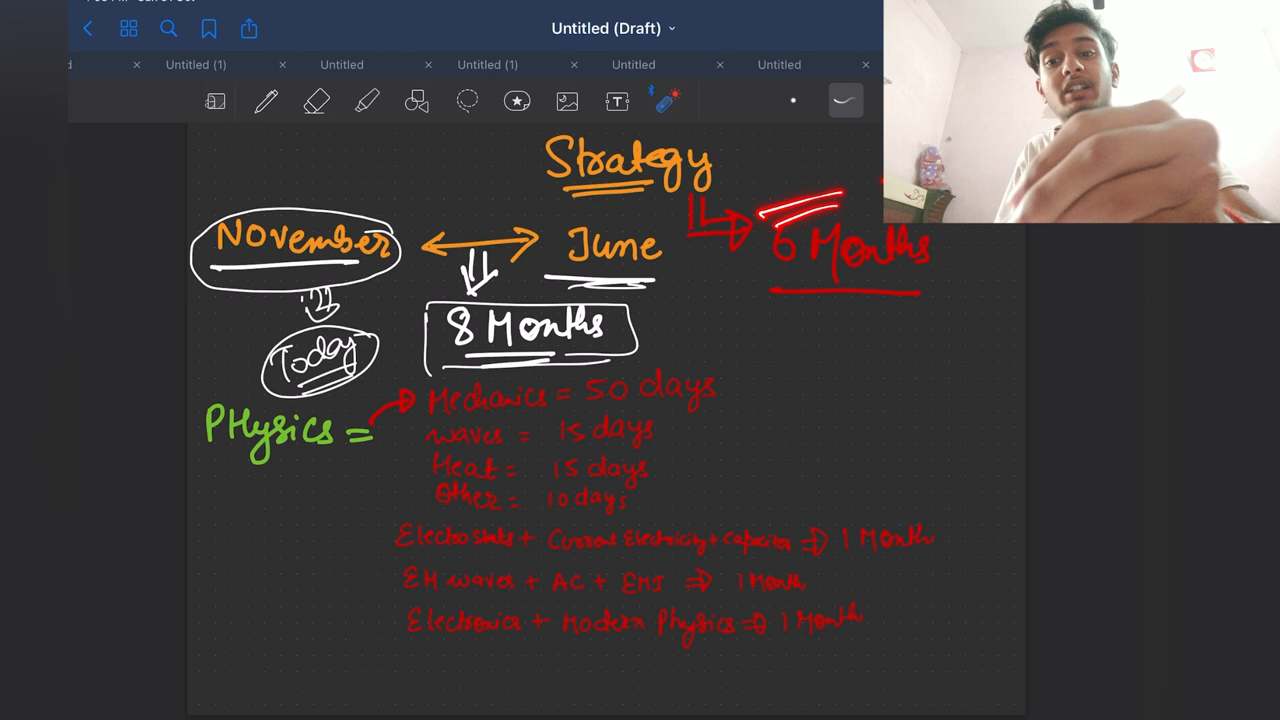 Untitled (Draft)
d Untitled (1) Untitled Untitled (1) Untitled Untitled
Strategy
November June 6 Months
8 Months
Today
PHysics = Mechanics = 50 days
waves = 15 days
Heat = 15 days
Other = 10 days
Electrostats + Current Electricity + Capacitor ⇒ 1 Month
EM waves + AC + EMI ⇒ 1 Month
Electronics + Modern Physics ⇒ 1 Month